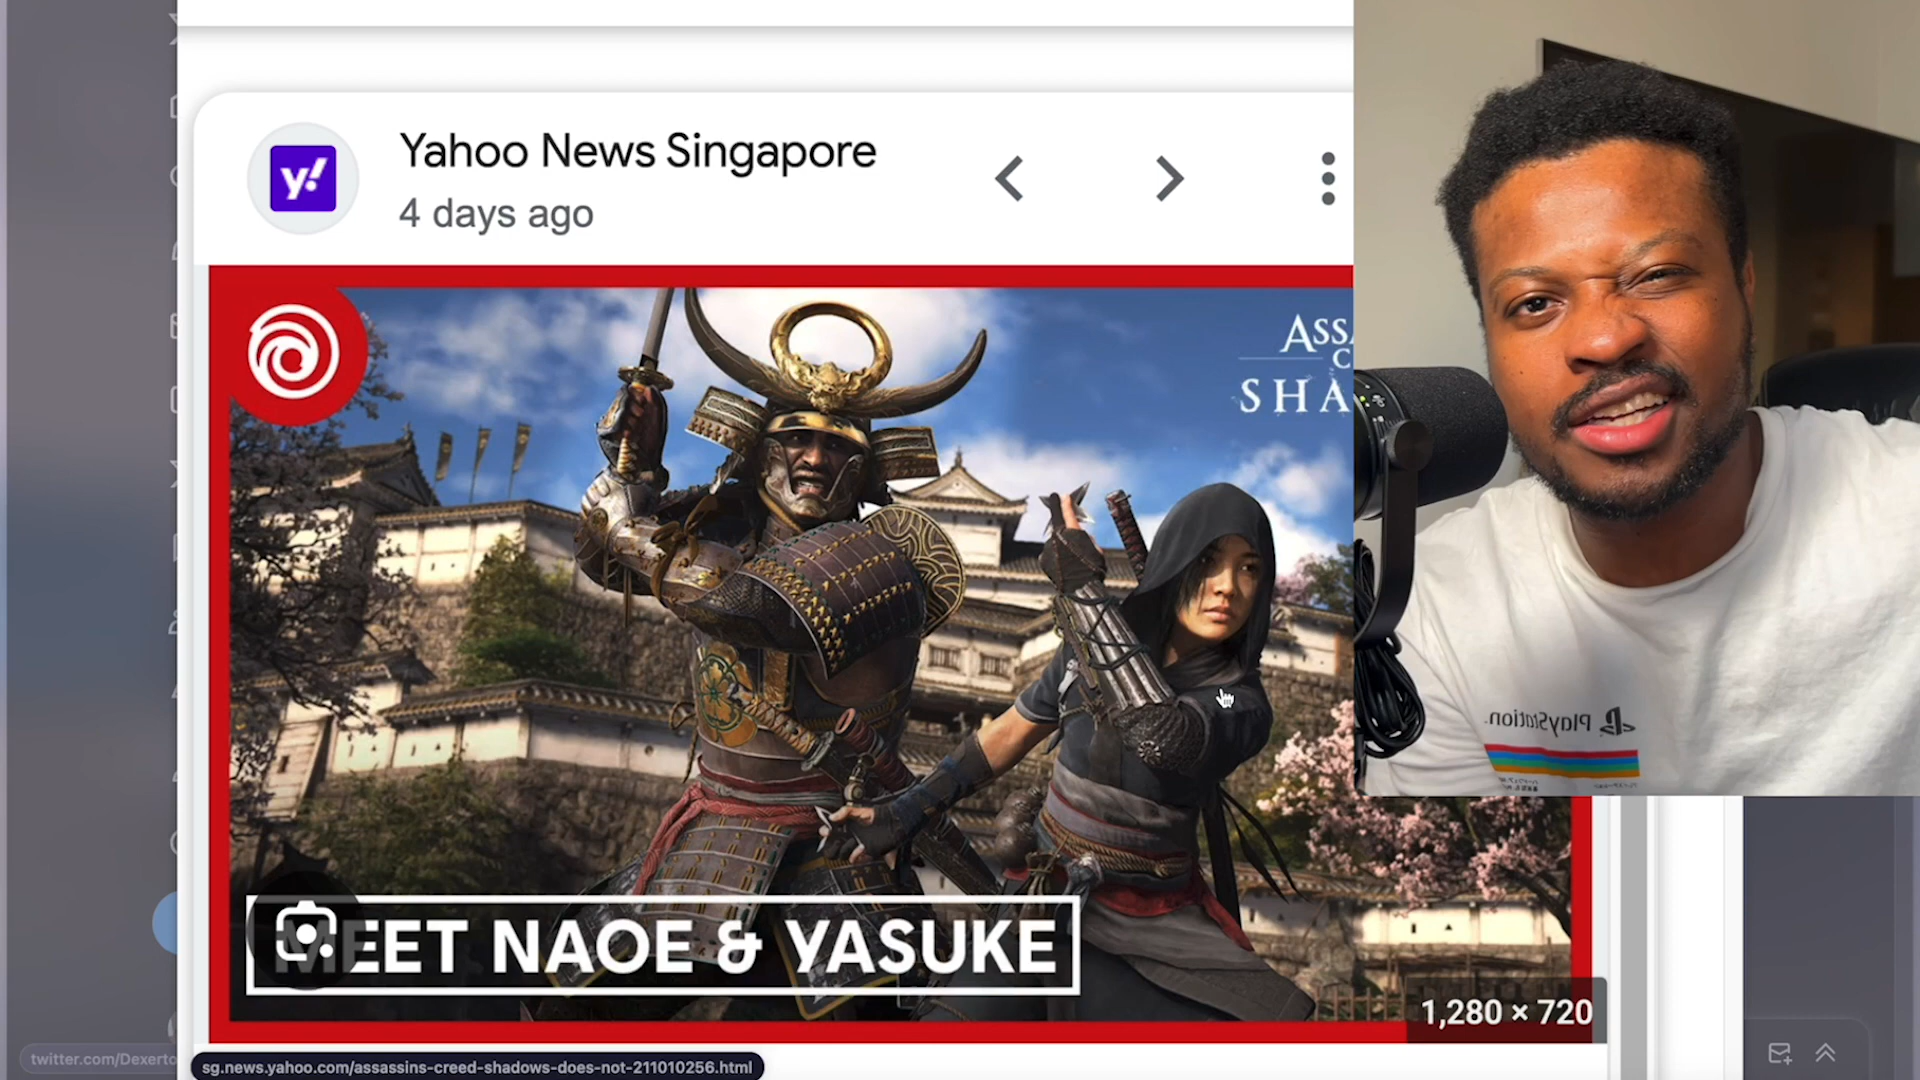 y!
Yahoo News Singapore
4 days ago
ASSA
C
SHA
PlayStation
EET NAOE & YASUKE
1,280 × 720
twitter.com/Dexerto
sg.news.yahoo.com/assassins-creed-shadows-does-not-211010256.html